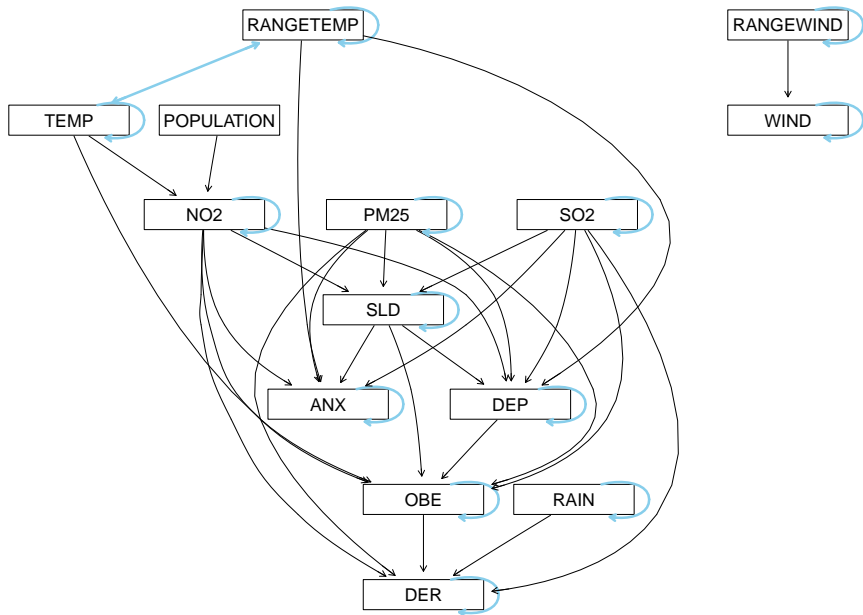 RANGETEMP
RANGEWIND
TEMP
POPULATION
WIND
NO2
PM25
SO2
SLD
ANX
DEP
OBE
RAIN
DER